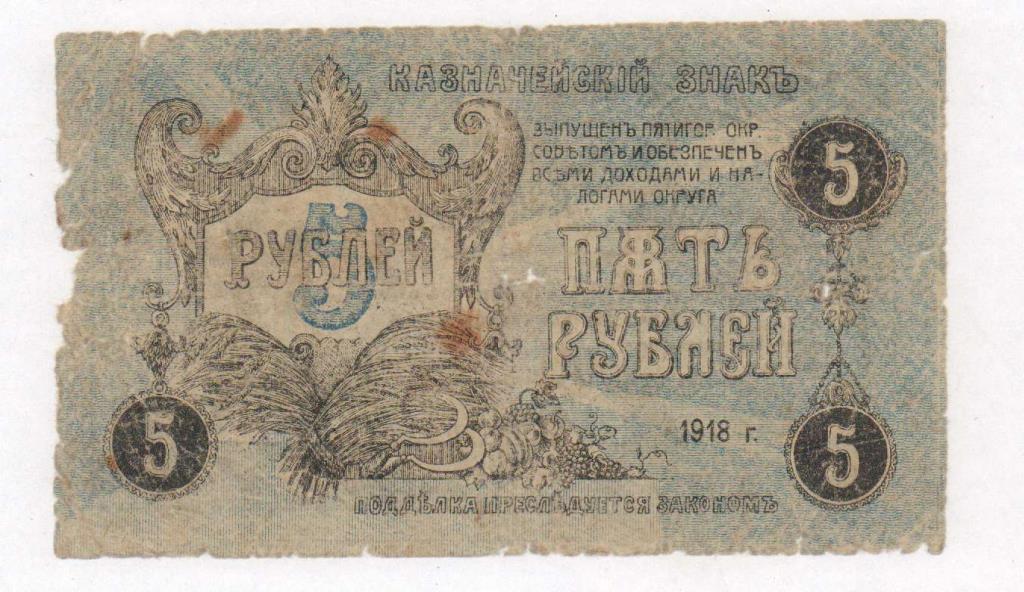 КАЗНАЧЕЙСКІЙ ЗНАКЪ
ВЫПУЩЕНЪ ПЯТИГОР. ОКР.
СОВѢТОМЪ И ОБЕЗПЕЧЕНЪ
ВСѢМИ ДОХОДАМИ И НА-
ЛОГАМИ ОКРУГА
5
5
РУБЛЕЙ
ПЯТЬ
РУБЛЕЙ
1918 г.
5
5
ПОДДѢЛКА ПРЕСЛѢДУЕТСЯ ЗАКОНОМЪ